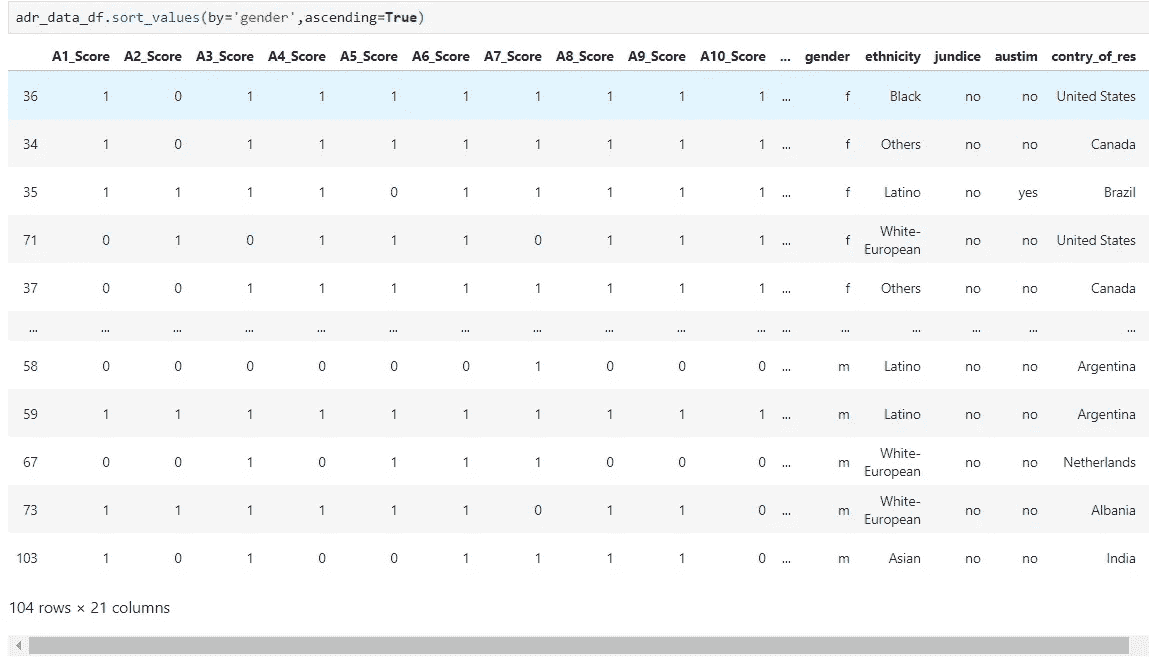 adr_data_df.sort_values(by='gender',ascending=True)
A1_Score A2_Score A3_Score A4_Score A5_Score A6_Score A7_Score A8_Score A9_Score A10_Score ... gender ethnicity jundice austim contry_of_res
36 1 0 1 1 1 1 1 1 1 1 ... f Black no no United States
34 1 0 1 1 1 1 1 1 1 1 ... f Others no no Canada
35 1 1 1 1 0 1 1 1 1 1 ... f Latino no yes Brazil
71 0 1 0 1 1 1 0 1 1 1 ... f White-
European no no United States
37 0 0 1 1 1 1 1 1 1 1 ... f Others no no Canada
... ... ... ... ... ... ... ... ... ... ... ... ... ... ... ... ...
58 0 0 0 0 0 0 1 0 0 0 ... m Latino no no Argentina
59 1 1 1 1 1 1 1 1 1 1 ... m Latino no no Argentina
67 0 0 1 0 1 1 1 0 0 0 ... m White-
European no no Netherlands
73 1 1 1 1 1 1 0 1 1 0 ... m White-
European no no Albania
103 1 0 1 0 0 1 1 1 1 0 ... m Asian no no India
104 rows × 21 columns